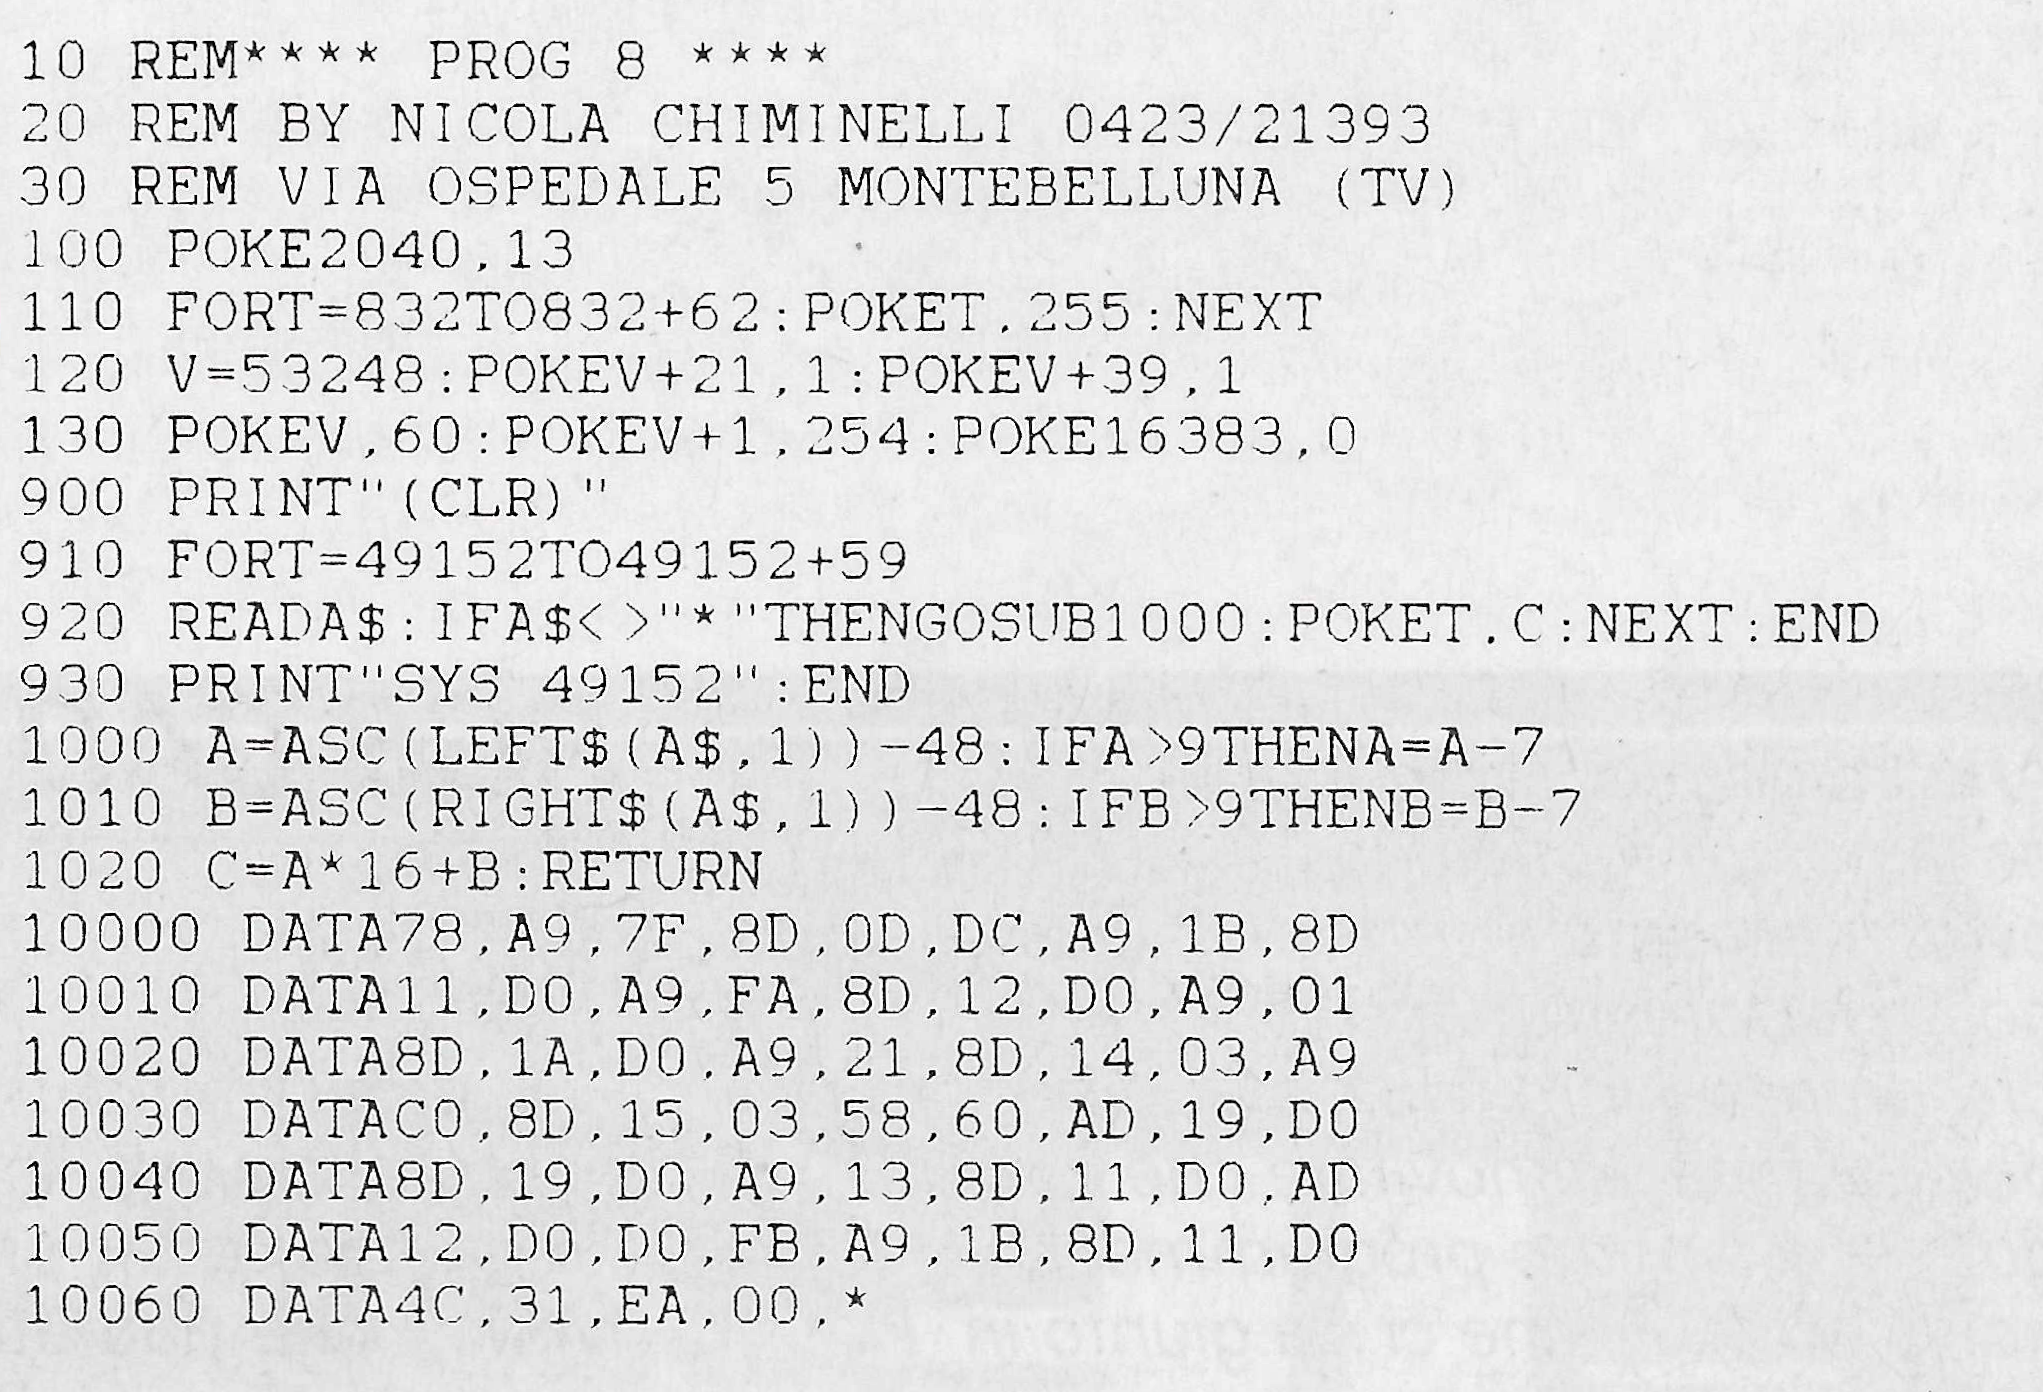 10 REM**** PROG 8 ****
20 REM BY NICOLA CHIMINELLI 0423/21393
30 REM VIA OSPEDALE 5 MONTEBELLUNA (TV)
100 POKE2040,13
110 FORT=832TO832+62:POKET,255:NEXT
120 V=53248:POKEV+21,1:POKEV+39,1
130 POKEV,60:POKEV+1,254:POKE16383,0
900 PRINT"(CLR)"
910 FORT=49152TO49152+59
920 READA$:IFA$<>"*"THENGOSUB1000:POKET,C:NEXT:END
930 PRINT"SYS 49152":END
1000 A=ASC(LEFT$(A$,1))-48:IFA>9THENA=A-7
1010 B=ASC(RIGHT$(A$,1))-48:IFB>9THENB=B-7
1020 C=A*16+B:RETURN
10000 DATA78,A9,7F,8D,0D,DC,A9,1B,8D
10010 DATA11,D0,A9,FA,8D,12,D0,A9,01
10020 DATA8D,1A,D0,A9,21,8D,14,03,A9
10030 DATAC0,8D,15,03,58,60,AD,19,D0
10040 DATA8D,19,D0,A9,13,8D,11,D0,AD
10050 DATA12,D0,D0,FB,A9,1B,8D,11,D0
10060 DATA4C,31,EA,00,*